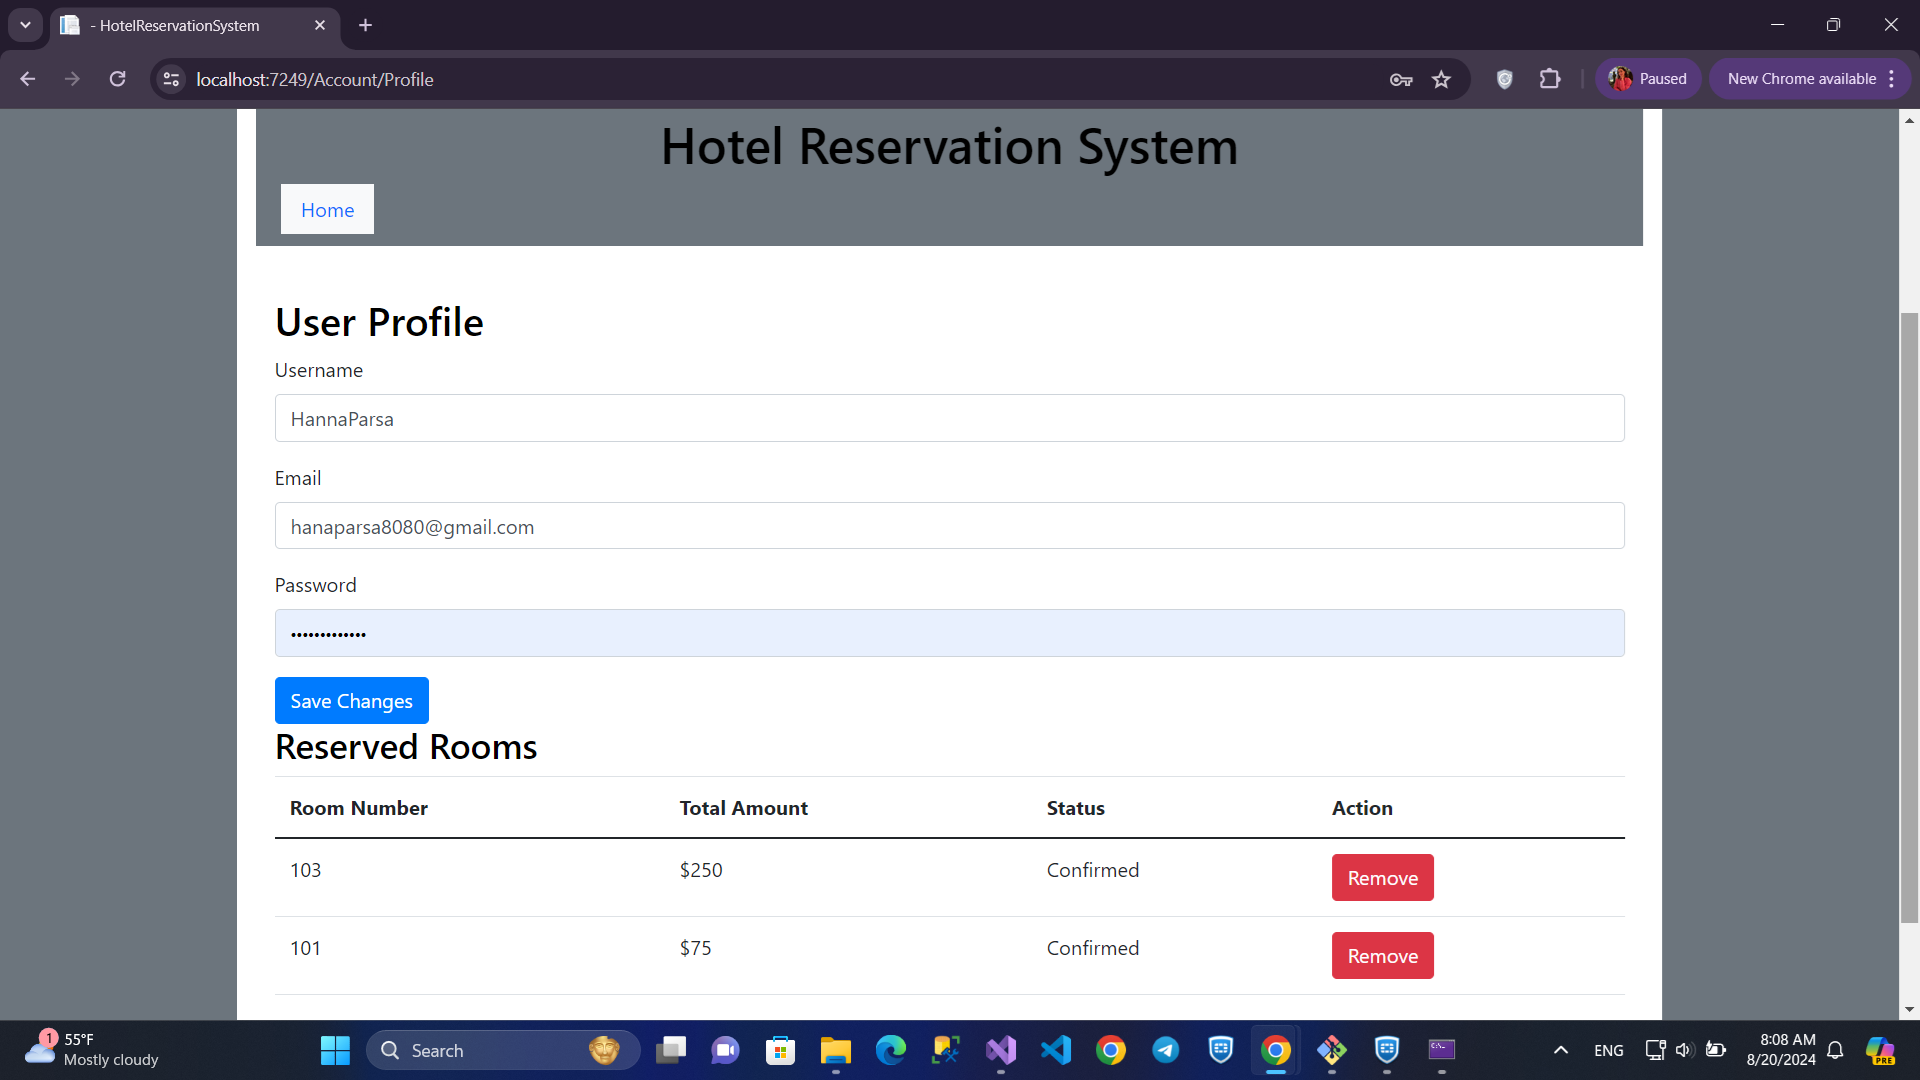 - HotelReservationSystem
localhost:7249/Account/Profile
Paused
New Chrome available
Hotel Reservation System
Home
User Profile
Username
HannaParsa
Email
hanaparsa8080@gmail.com
Password
•••••••••••••
Save Changes
Reserved Rooms
Room Number Total Amount Status Action
103 $250 Confirmed Remove
101 $75 Confirmed Remove
1
55°F
Mostly cloudy
Search
C:\_
ENG
8:08 AM
8/20/2024
PRE